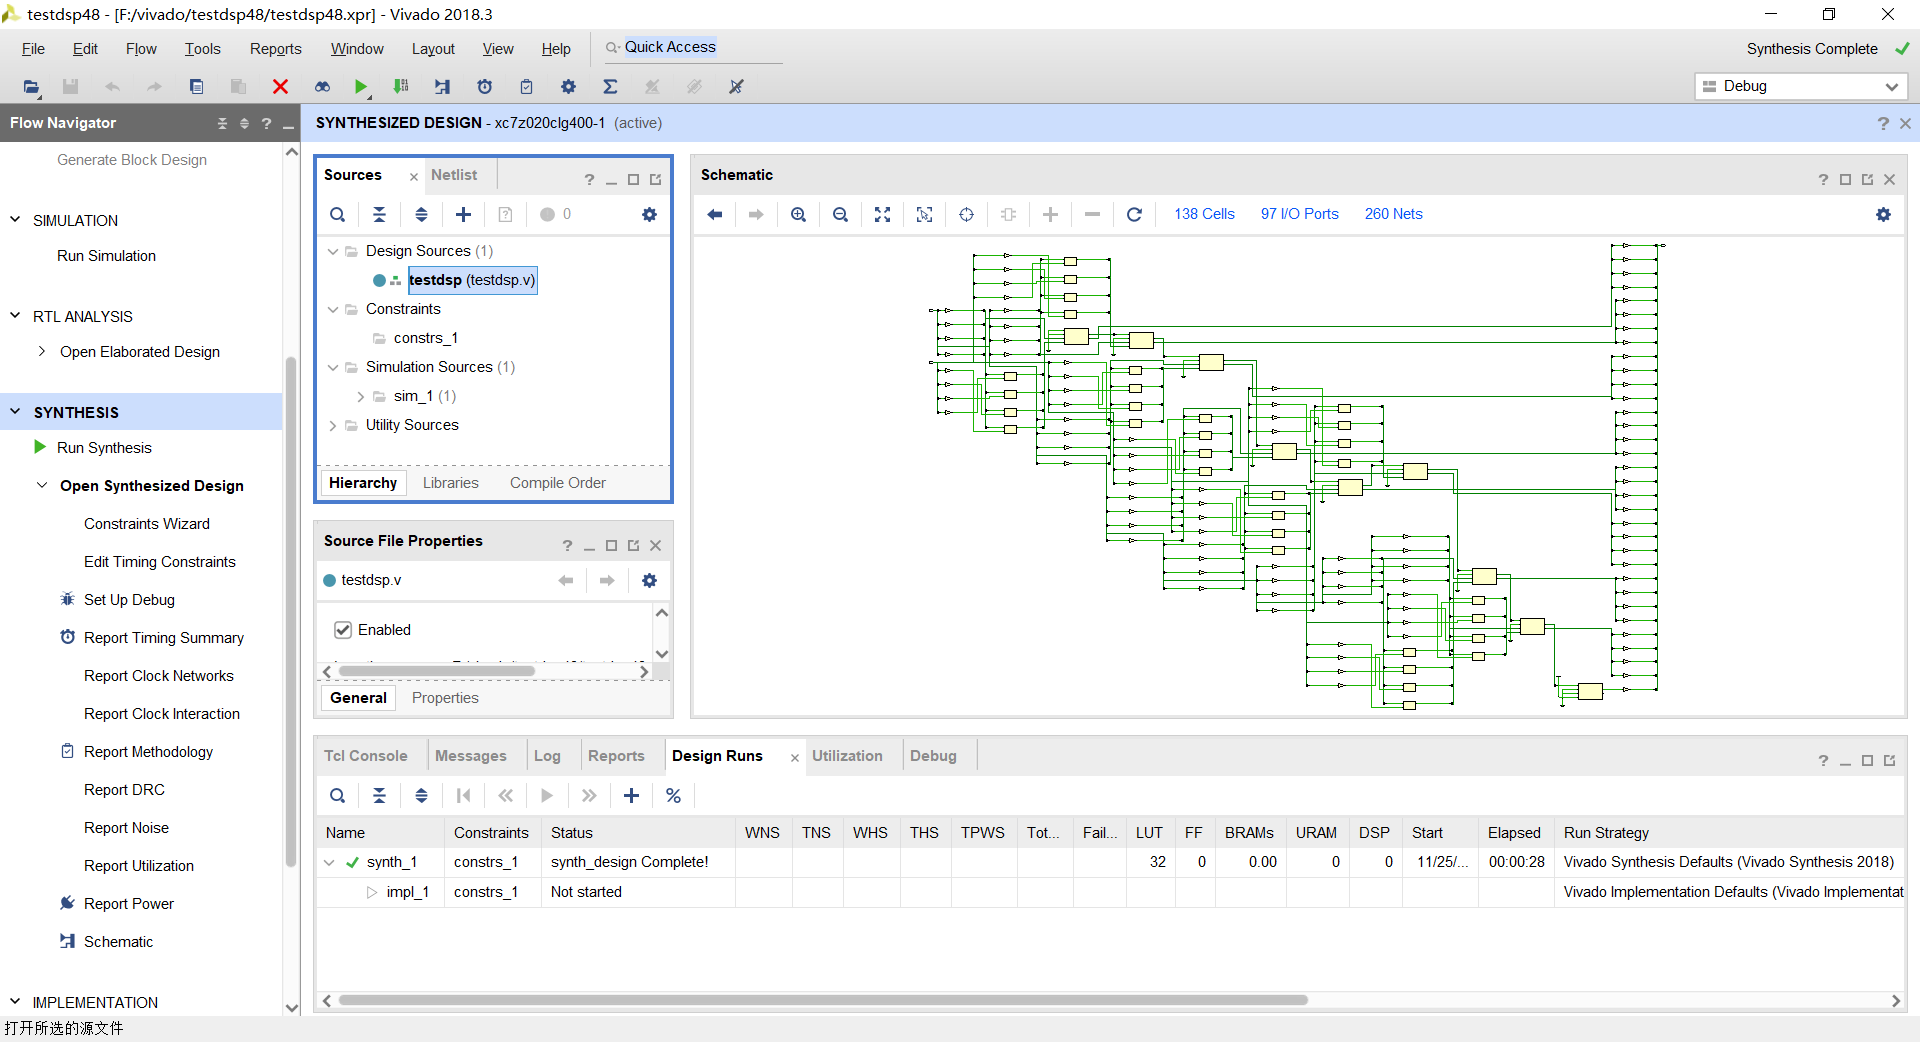 testdsp48 - [F:/vivado/testdsp48/testdsp48.xpr] - Vivado 2018.3
File Edit Flow Tools Reports Window Layout View Help Quick Access Synthesis Complete
Debug
Flow Navigator
SYNTHESIZED DESIGN - xc7z020clg400-1 (active)
Generate Block Design
SIMULATION
Run Simulation
RTL ANALYSIS
Open Elaborated Design
SYNTHESIS
Run Synthesis
Open Synthesized Design
Constraints Wizard
Edit Timing Constraints
Set Up Debug
Report Timing Summary
Report Clock Networks
Report Clock Interaction
Report Methodology
Report DRC
Report Noise
Report Utilization
Report Power
Schematic
IMPLEMENTATION
Sources Netlist
0
Design Sources (1)
testdsp (testdsp.v)
Constraints
constrs_1
Simulation Sources (1)
sim_1 (1)
Utility Sources
Hierarchy Libraries Compile Order
Source File Properties
testdsp.v
Enabled
General Properties
Schematic
138 Cells 97 I/O Ports 260 Nets
Tcl Console Messages Log Reports Design Runs Utilization Debug
Name Constraints Status WNS TNS WHS THS TPWS Tot... Fail... LUT FF BRAMs URAM DSP Start Elapsed Run Strategy
synth_1 constrs_1 synth_design Complete! 32 0 0.00 0 0 11/25/... 00:00:28 Vivado Synthesis Defaults (Vivado Synthesis 2018)
impl_1 constrs_1 Not started Vivado Implementation Defaults (Vivado Implementat
打开所选的源文件